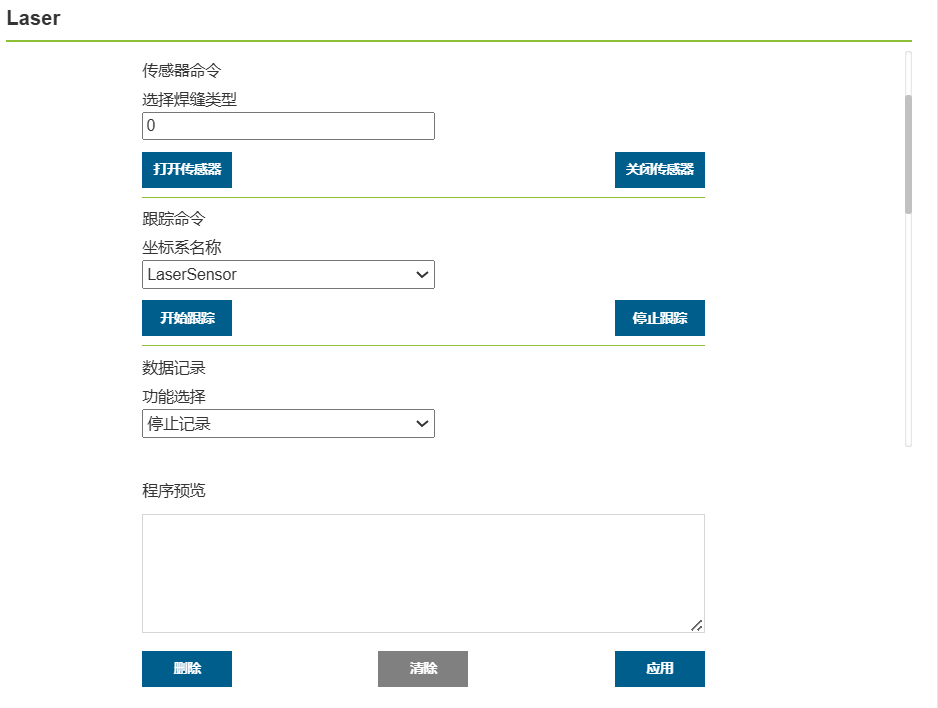 Laser
传感器命令
选择焊缝类型
0
打开传感器 关闭传感器
跟踪命令
坐标系名称
LaserSensor
开始跟踪 停止跟踪
数据记录
功能选择
停止记录
程序预览
删除 清除 应用